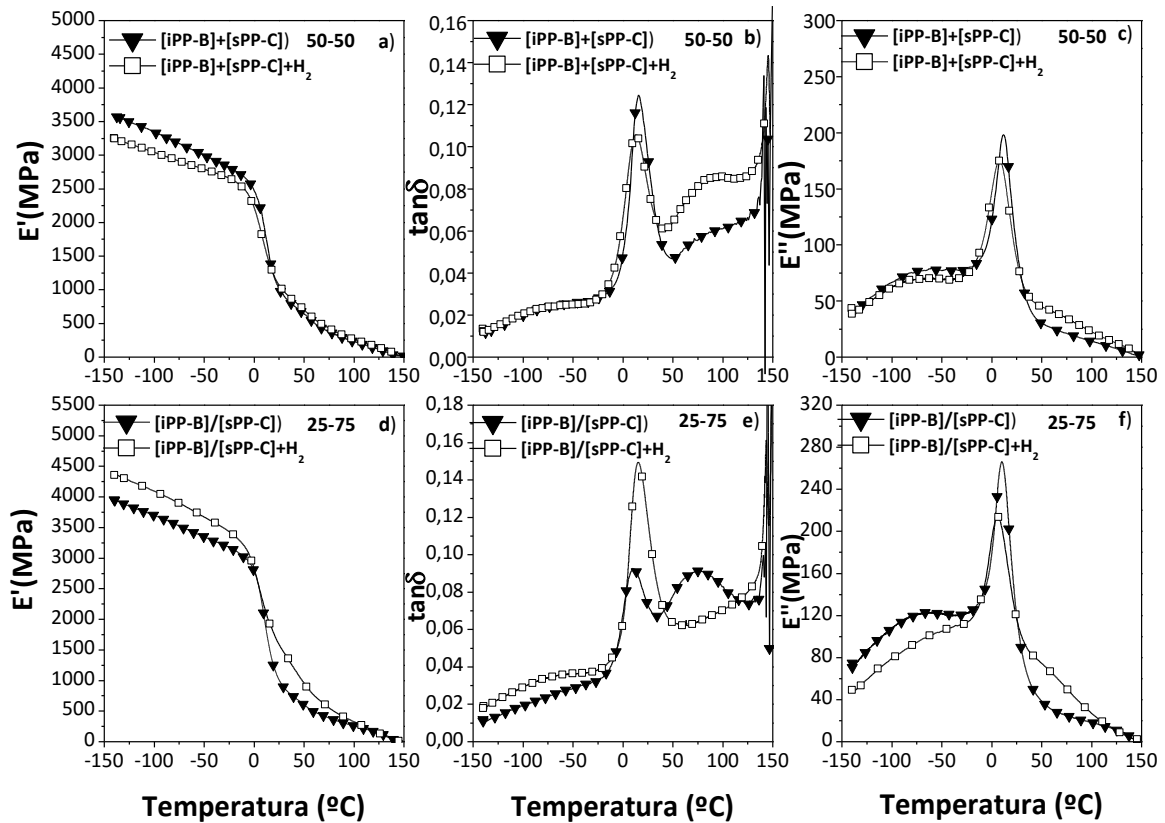 5000
4500
4000
3500
3000
2500
2000
1500
1000
500
0
E'(MPa)
[iPP-B]+[sPP-C])
50-50
a)
[iPP-B]+[sPP-C]+H2
-150 -100 -50 0 50 100 150
0,16
0,14
0,12
0,10
0,08
0,06
0,04
0,02
0,00
tanδ
[iPP-B]+[sPP-C])
50-50
b)
[iPP-B]+[sPP-C]+H2
-150 -100 -50 0 50 100 150
300
250
200
150
100
50
0
E''(MPa)
[iPP-B]+[sPP-C])
50-50
c)
[iPP-B]+[sPP-C]+H2
-150 -100 -50 0 50 100 150
5500
5000
4500
4000
3500
3000
2500
2000
1500
1000
500
0
E'(MPa)
[iPP-B]/[sPP-C])
25-75
d)
[iPP-B]/[sPP-C]+H2
-150 -100 -50 0 50 100 150
Temperatura (ºC)
0,18
0,16
0,14
0,12
0,10
0,08
0,06
0,04
0,02
0,00
tanδ
[iPP-B]/[sPP-C])
25-75
e)
[iPP-B]/[sPP-C]+H2
-150 -100 -50 0 50 100 150
Temperatura (ºC)
320
280
240
200
160
120
80
40
0
E''(MPa)
[iPP-B]/[sPP-C])
25-75
f)
[iPP-B]/[sPP-C]+H2
-150 -100 -50 0 50 100 150
Temperatura (ºC)